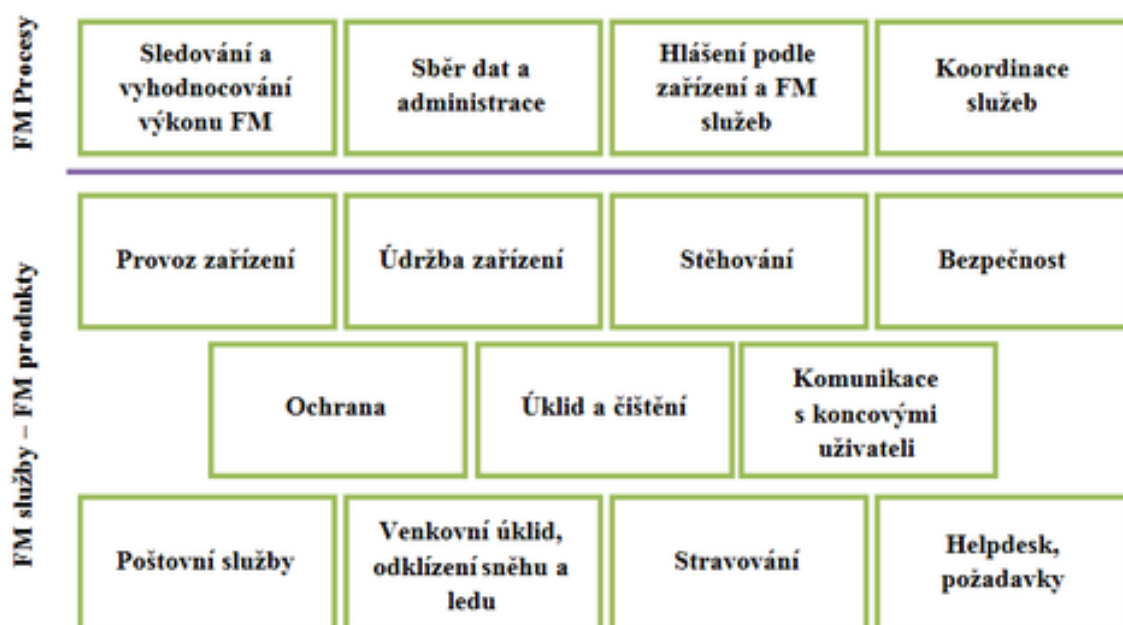 FM Procesy
Sledování a
vyhodnocování
výkonu FM
Sběr dat a
administrace
Hlášení podle
zařízení a FM
služeb
Koordinace
služeb
FM služby – FM produkty
Provoz zařízení
Údržba zařízení
Stěhování
Bezpečnost
Ochrana
Úklid a čištění
Komunikace
s koncovými
uživateli
Poštovní služby
Venkovní úklid,
odklízení sněhu a
ledu
Stravování
Helpdesk,
požadavky